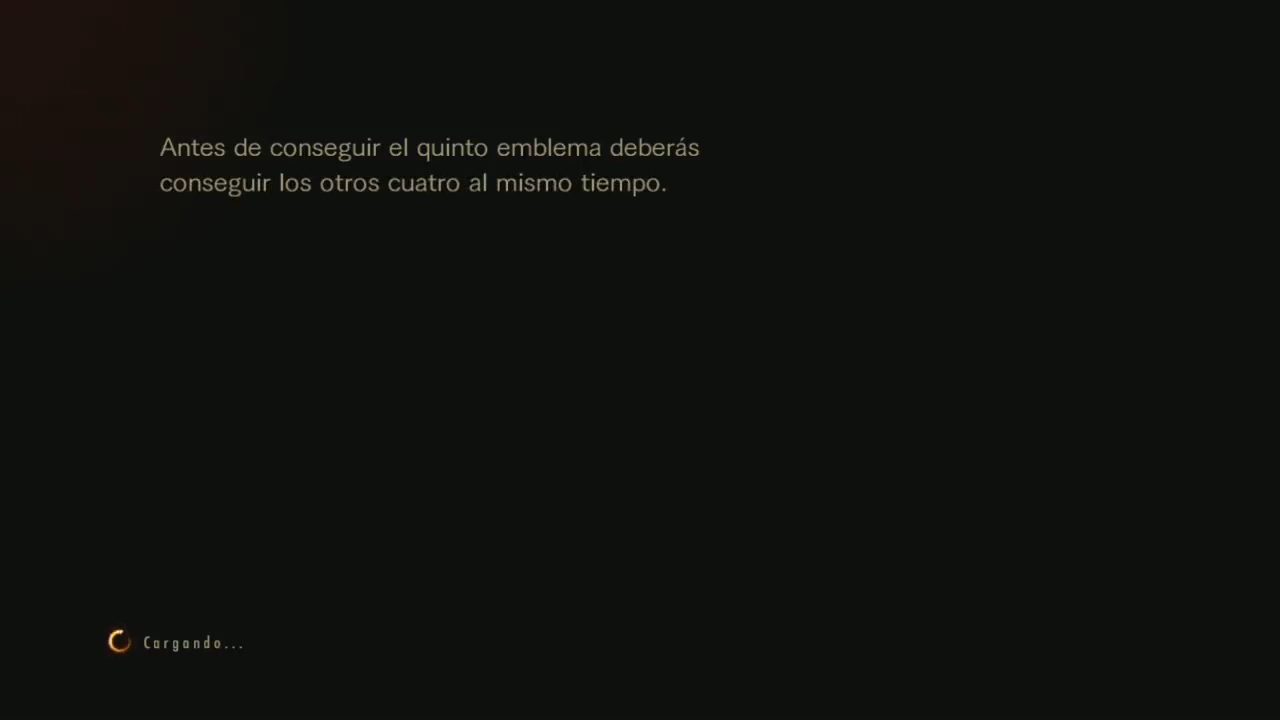 Antes de conseguir el quinto emblema deberás
conseguir los otros cuatro al mismo tiempo.
Cargando...